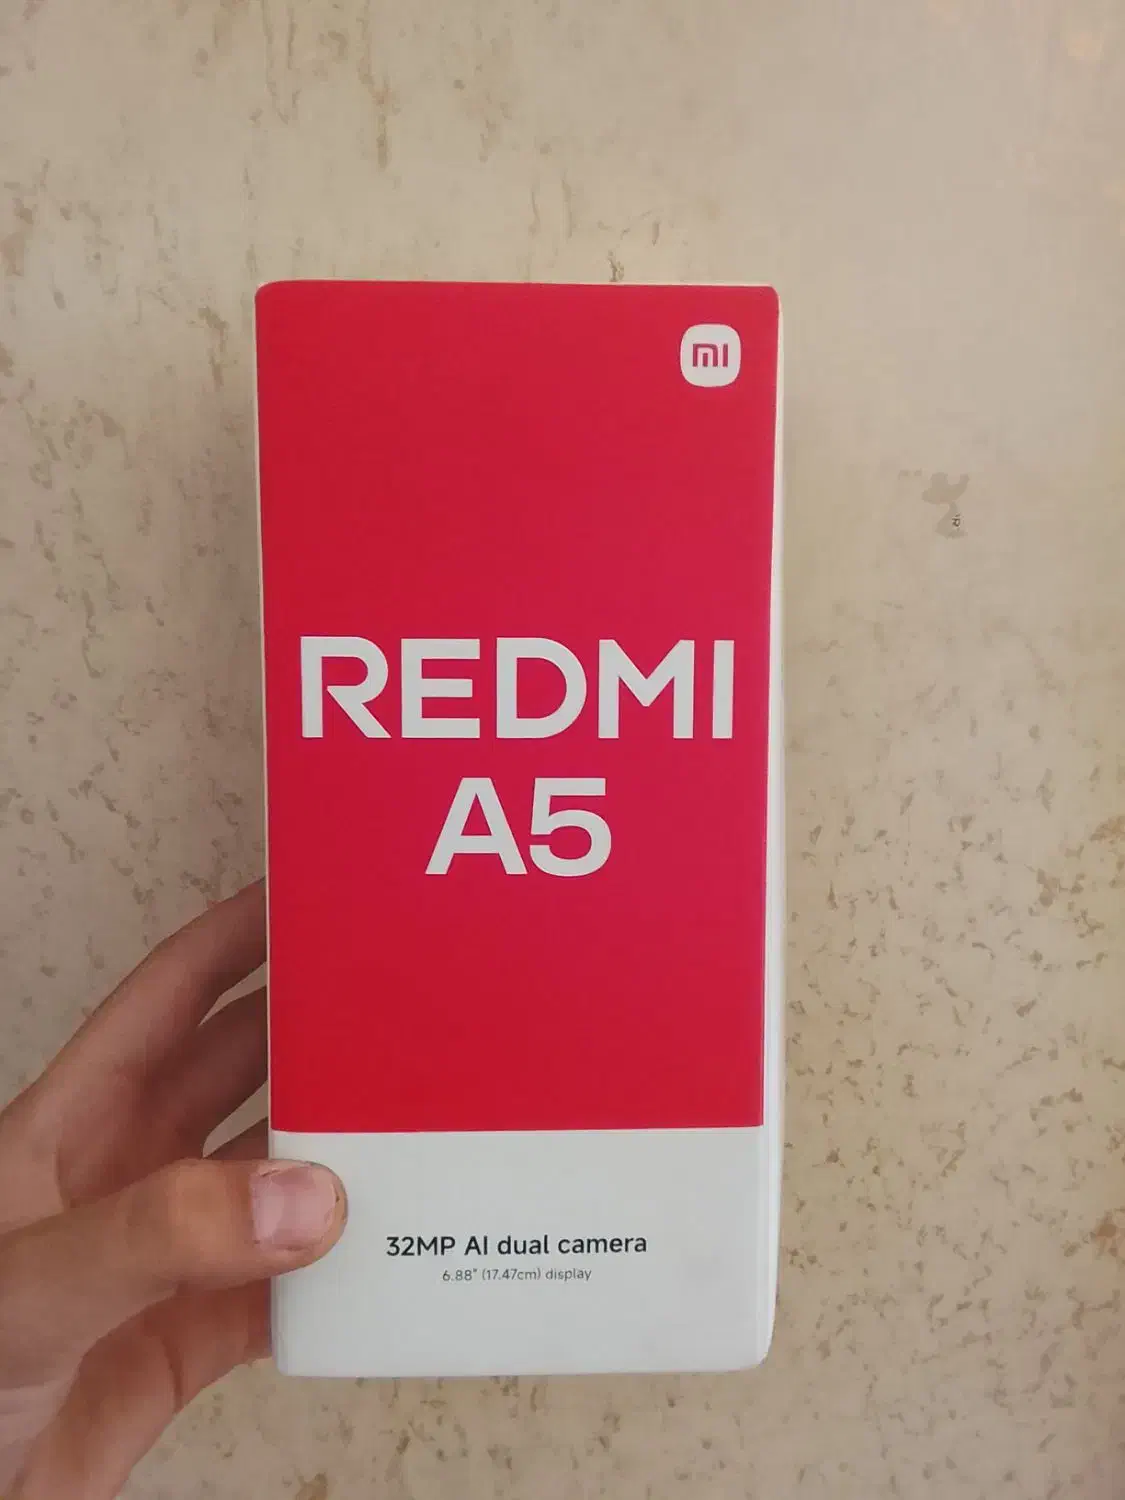 mi
REDMI
A5
32MP AI dual camera
6.88" (17.47cm) display